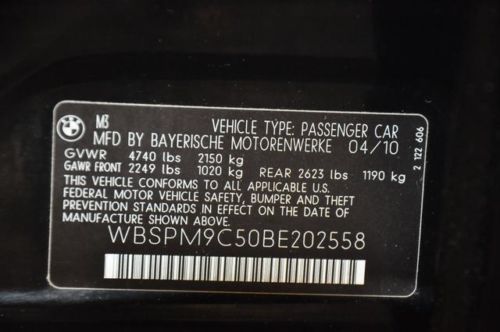 BMW
M3 VEHICLE TYPE: PASSENGER CAR
MFD BY BAYERISCHE MOTORENWERKE 04/10
GVWR 4740 lbs 2150 kg
GAWR FRONT 2249 lbs 1020 kg REAR 2623 lbs 1190 kg
THIS VEHICLE CONFORMS TO ALL APPLICABLE U.S.
FEDERAL MOTOR VEHICLE SAFETY, BUMPER AND THEFT
PREVENTION STANDARDS IN EFFECT ON THE DATE OF
MANUFACTURE SHOWN ABOVE.
WBSPM9C50BE202558
2 122 606